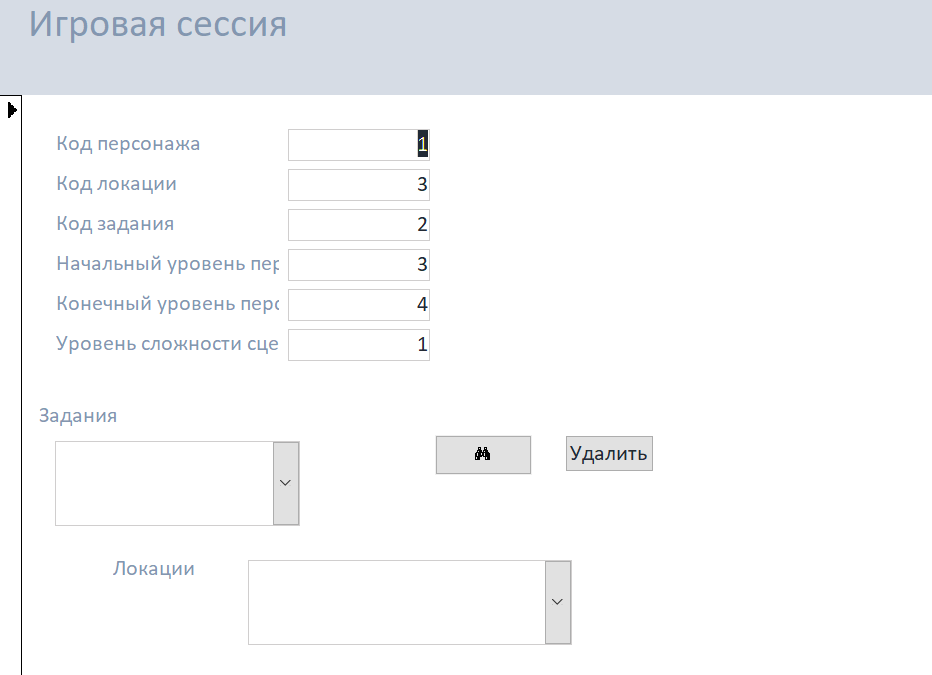 Игровая сессия
Код персонажа 1
Код локации 3
Код задания 2
Начальный уровень пер 3
Конечный уровень перс 4
Уровень сложности сце 1
Задания
Удалить
Локации